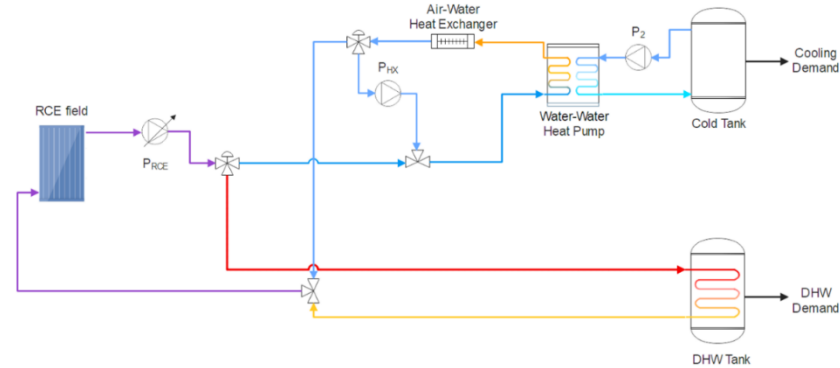 Air-Water
Heat Exchanger
P2
Cooling
Demand
PHX
RCE field
PRCE
Water-Water
Heat Pump
Cold Tank
DHW
Demand
DHW Tank